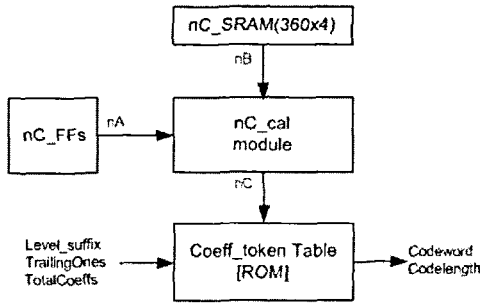 nC_SRAM(360x4)
nB
nC_FFs
nA
nC_cal
module
nC
Level_suffix
TrailingOnes
TotalCoeffs
Coeff_token Table
[ROM]
Codeword
Codelength